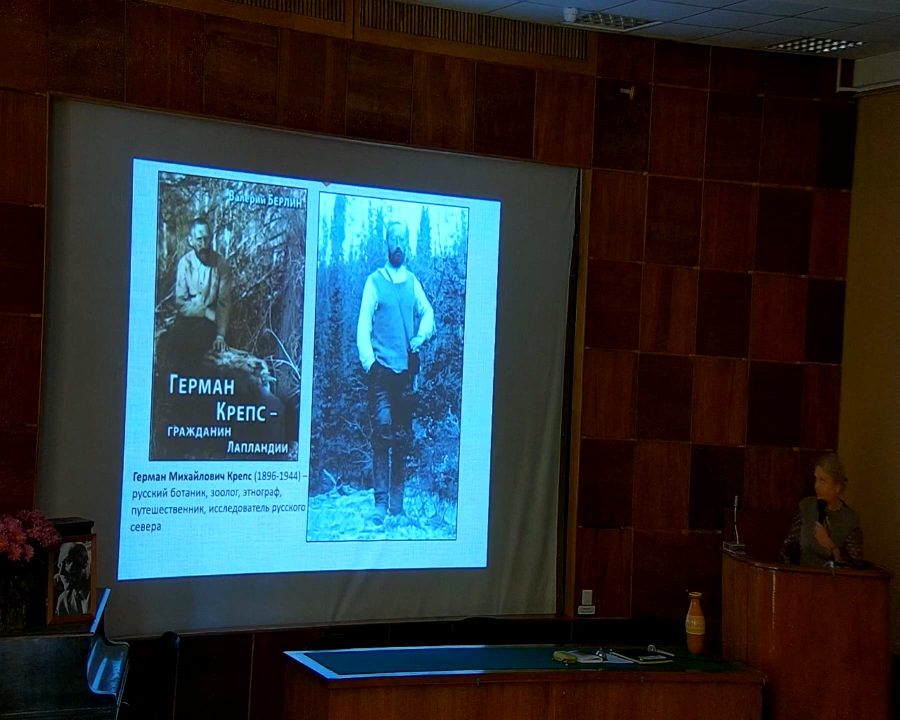 Валерий БЕРЛИН
ГЕРМАН
КРЕПС –
ГРАЖДАНИН
ЛАПЛАНДИИ
Герман Михайлович Крепс (1896-1944) –
русский ботаник, зоолог, этнограф,
путешественник, исследователь русского
севера